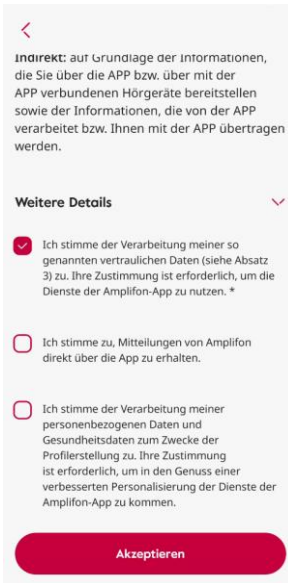 Indirekt: auf Grundlage der Informationen,
die Sie über die APP bzw. über mit der
APP verbundenen Hörgeräte bereitstellen
sowie der Informationen, die von der APP
verarbeitet bzw. Ihnen mit der APP übertragen
werden.
Weitere Details
Ich stimme der Verarbeitung meiner so
genannten vertraulichen Daten (siehe Absatz
3) zu. Ihre Zustimmung ist erforderlich, um die
Dienste der Amplifon-App zu nutzen. *
Ich stimme zu, Mitteilungen von Amplifon
direkt über die App zu erhalten.
Ich stimme der Verarbeitung meiner
personenbezogenen Daten und
Gesundheitsdaten zum Zwecke der
Profilerstellung zu. Ihre Zustimmung
ist erforderlich, um in den Genuss einer
verbesserten Personalisierung der Dienste der
Amplifon-App zu kommen.
Akzeptieren